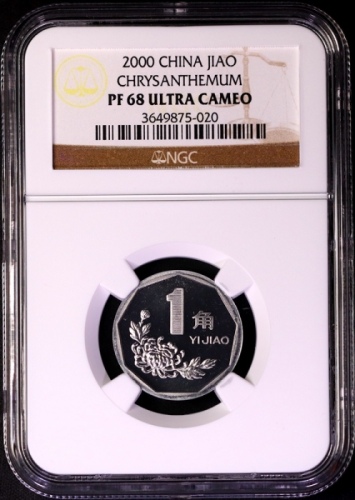 2000 CHINA JIAO
CHRYSANTHEMUM
PF 68 ULTRA CAMEO
3649875-020
NGC
1 角
YI JIAO